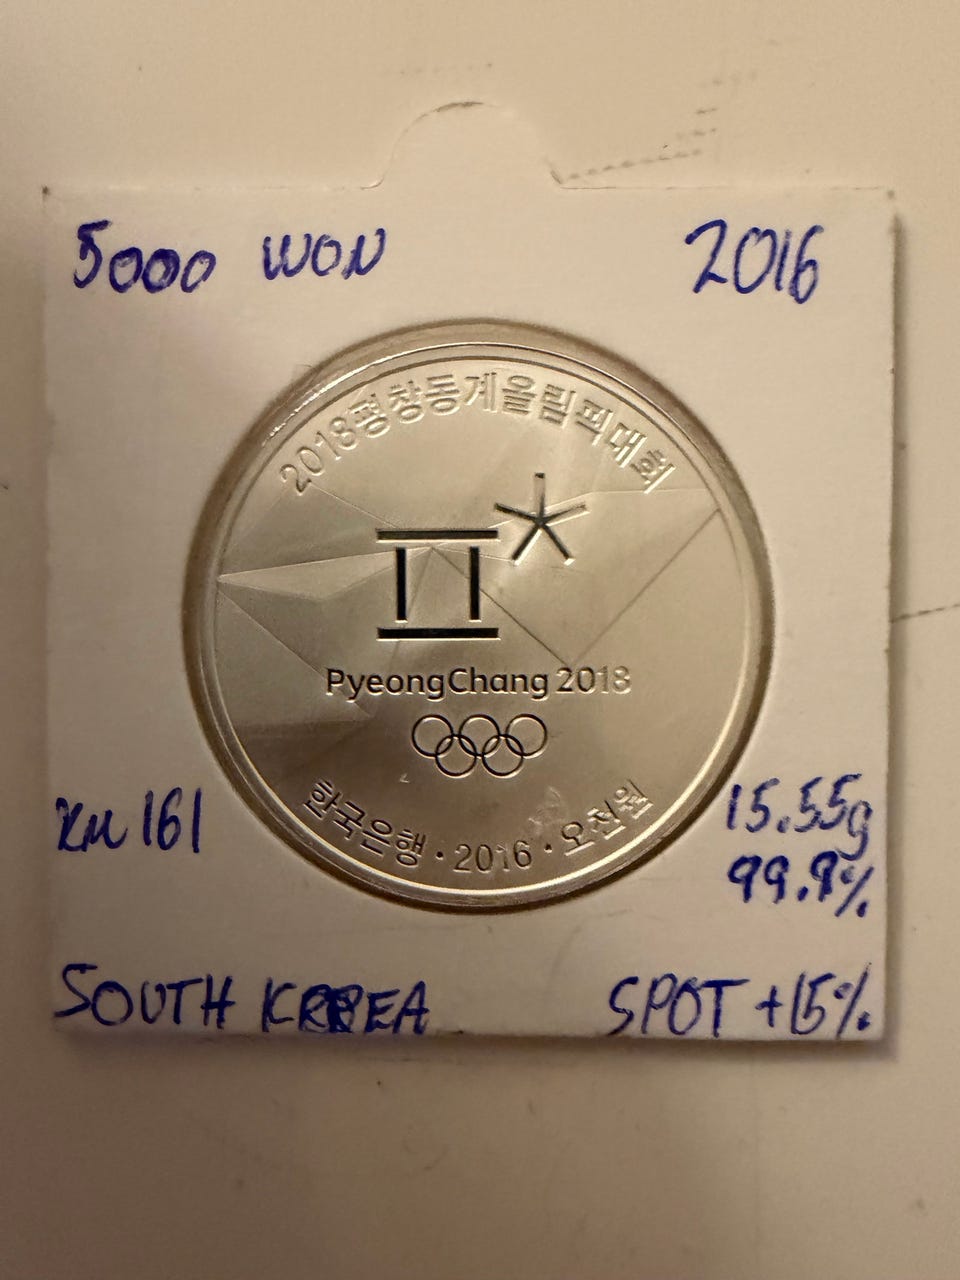 5000 WON 2016
2018평창동계올림픽대회
PyeongChang 2018
한국은행 · 2016 · 오천원
KM 161
15.55g
99.9%
SOUTH KOREA
SPOT +15%